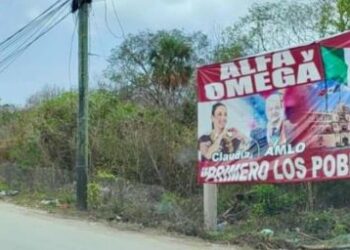 ALFA y
OMEGA
Claudia, AMLO
"PRIMERO LOS POB